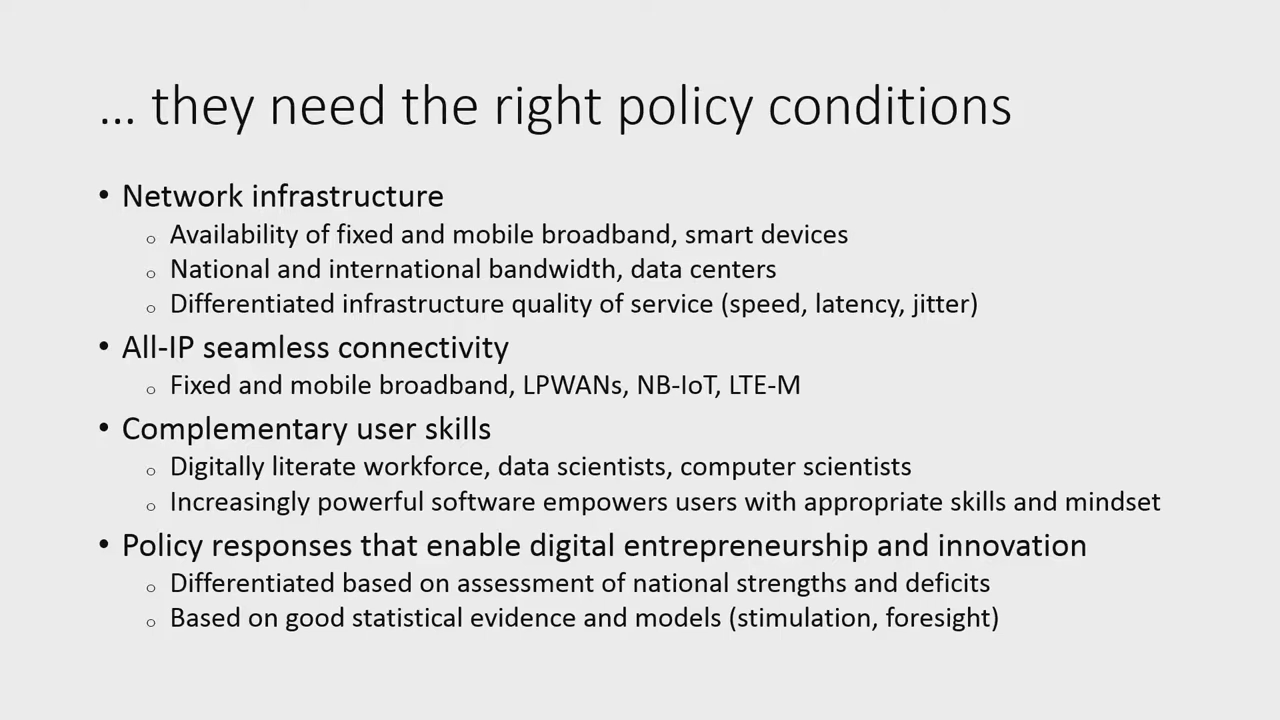 ... they need the right policy conditions
• Network infrastructure
o Availability of fixed and mobile broadband, smart devices
o National and international bandwidth, data centers
o Differentiated infrastructure quality of service (speed, latency, jitter)
• All-IP seamless connectivity
o Fixed and mobile broadband, LPWANs, NB-IoT, LTE-M
• Complementary user skills
o Digitally literate workforce, data scientists, computer scientists
o Increasingly powerful software empowers users with appropriate skills and mindset
• Policy responses that enable digital entrepreneurship and innovation
o Differentiated based on assessment of national strengths and deficits
o Based on good statistical evidence and models (stimulation, foresight)